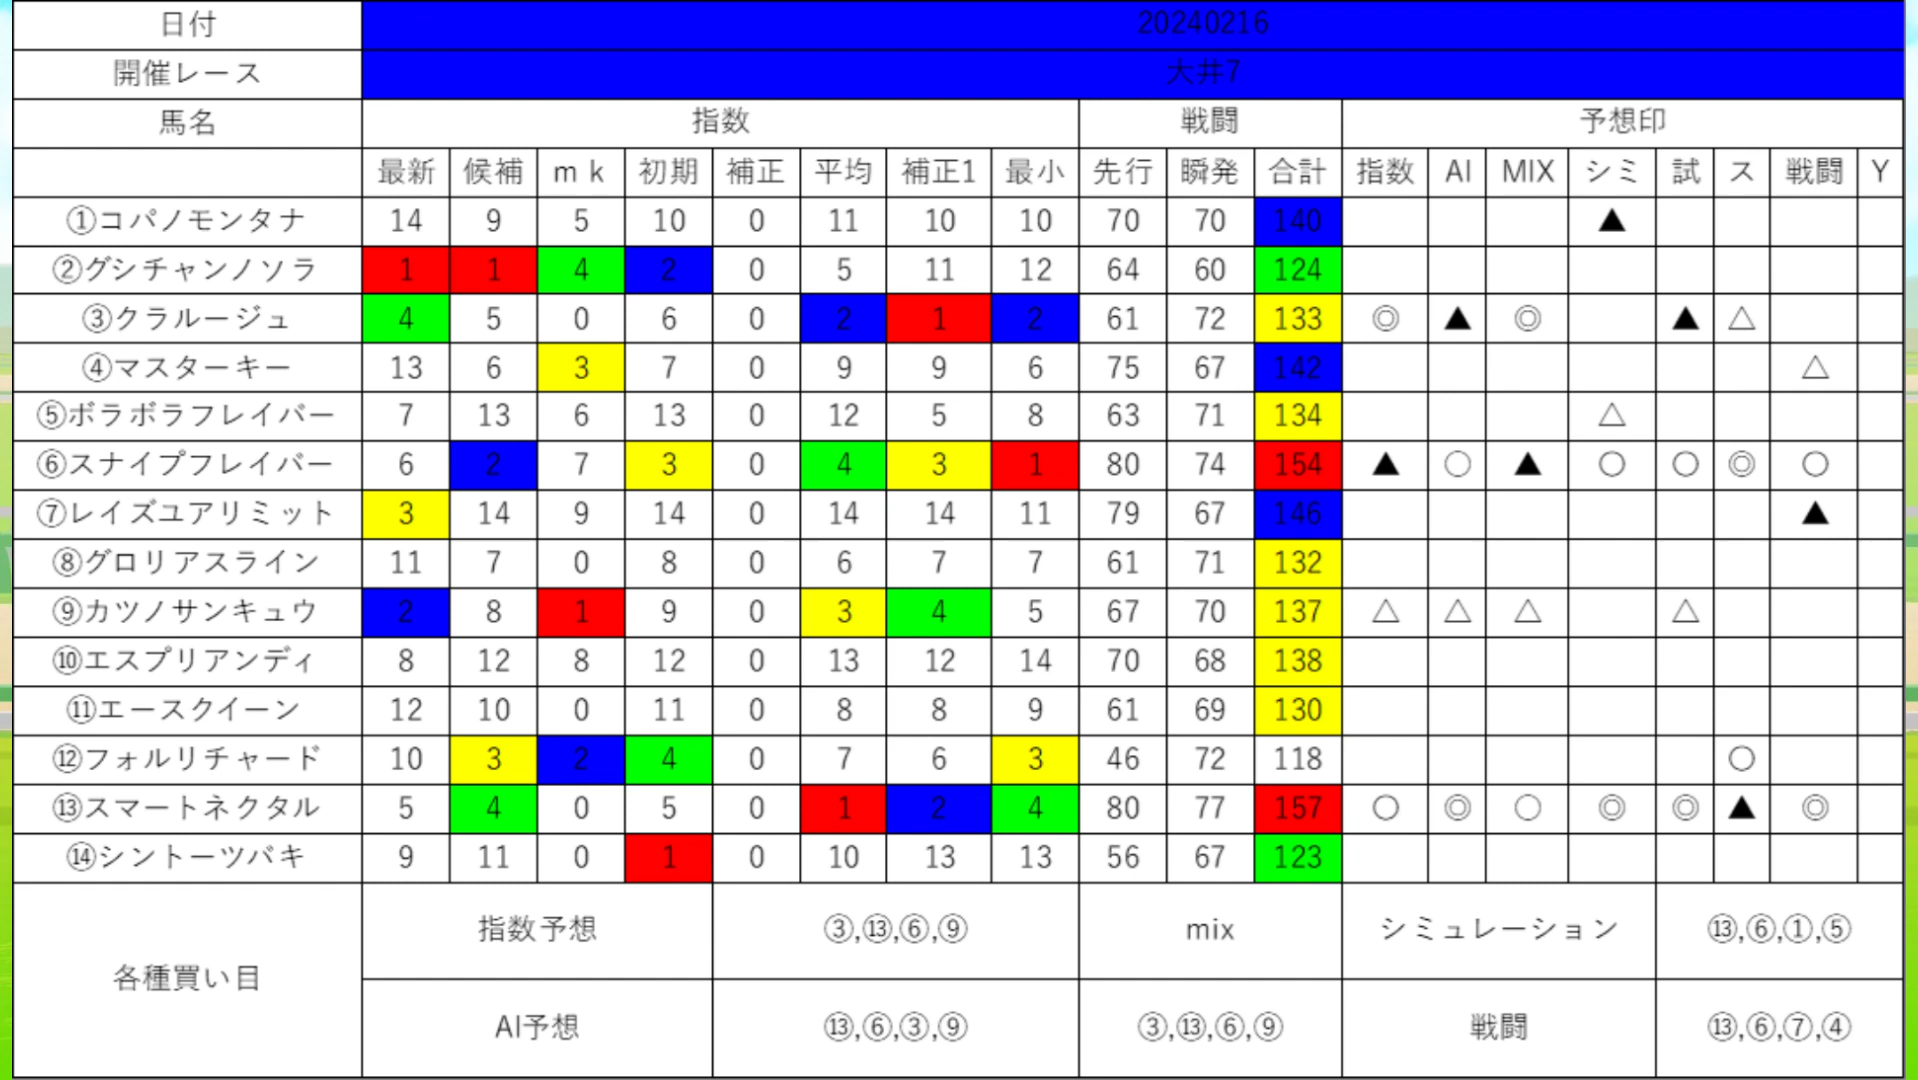 日付 20240216
開催レース 大井7
馬名 指数 戦闘 予想印
最新 候補 mk 初期 補正 平均 補正1 最小 先行 瞬発 合計 指数 AI MIX シミ 試 ス 戦闘 Y
①コパノモンタナ 14 9 5 10 0 11 10 10 70 70 140 ▲
②グシチャンノソラ 1 1 4 2 0 5 11 12 64 60 124
③クラルージュ 4 5 0 6 0 2 1 2 61 72 133 ◎ ▲ ◎ ▲ △
④マスターキー 13 6 3 7 0 9 9 6 75 67 142 △
⑤ボラボラフレイバー 7 13 6 13 0 12 5 8 63 71 134 △
⑥スナイプフレイバー 6 2 7 3 0 4 3 1 80 74 154 ▲ ○ ▲ ○ ○ ◎ ○
⑦レイズユアリミット 3 14 9 14 0 14 14 11 79 67 146 ▲
⑧グロリアスライン 11 7 0 8 0 6 7 7 61 71 132
⑨カツノサンキュウ 2 8 1 9 0 3 4 5 67 70 137 △ △ △ △
⑩エスプリアンディ 8 12 8 12 0 13 12 14 70 68 138
⑪エースクイーン 12 10 0 11 0 8 8 9 61 69 130
⑫フォルリチャード 10 3 2 4 0 7 6 3 46 72 118 ○
⑬スマートネクタル 5 4 0 5 0 1 2 4 80 77 157 ○ ◎ ○ ◎ ◎ ▲ ◎
⑭シントーツバキ 9 11 0 1 0 10 13 13 56 67 123
各種買い目
指数予想 ③,⑬,⑥,⑨ mix シミュレーション ⑬,⑥,①,⑤
AI予想 ⑬,⑥,③,⑨ ③,⑬,⑥,⑨ 戦闘 ⑬,⑥,⑦,④